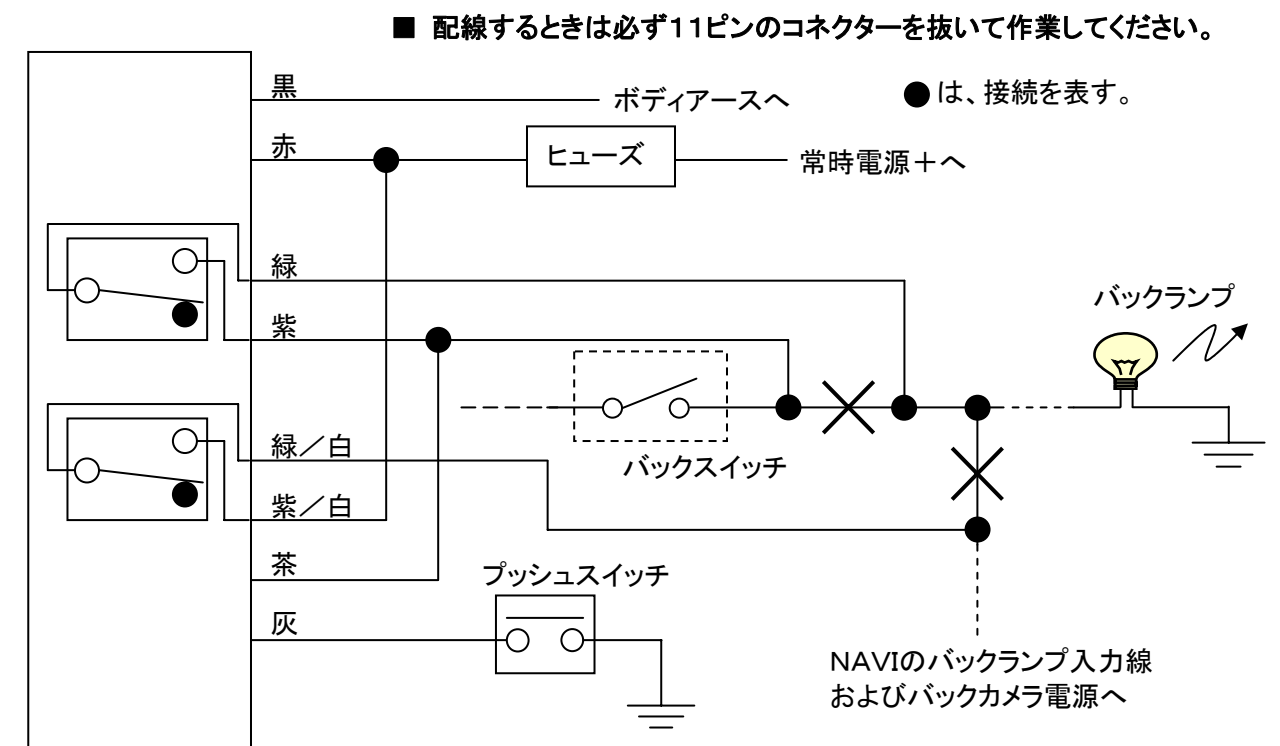 ■ 配線するときは必ず11ピンのコネクターを抜いて作業してください。
黒
ボディアースへ
●は、接続を表す。
赤
ヒューズ
常時電源+へ
緑
バックランプ
紫
緑/白
バックスイッチ
紫/白
茶
プッシュスイッチ
灰
NAVIのバックランプ入力線
およびバックカメラ電源へ